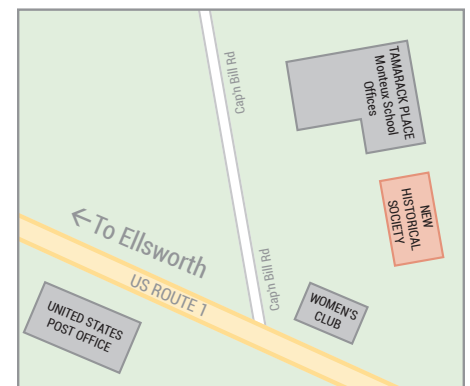 Cap'n Bill Rd
TAMARACK PLACE
Monteux School
Offices
NEW
HISTORICAL
SOCIETY
←To Ellsworth
US ROUTE 1
Cap'n Bill Rd
WOMEN'S
CLUB
UNITED STATES
POST OFFICE